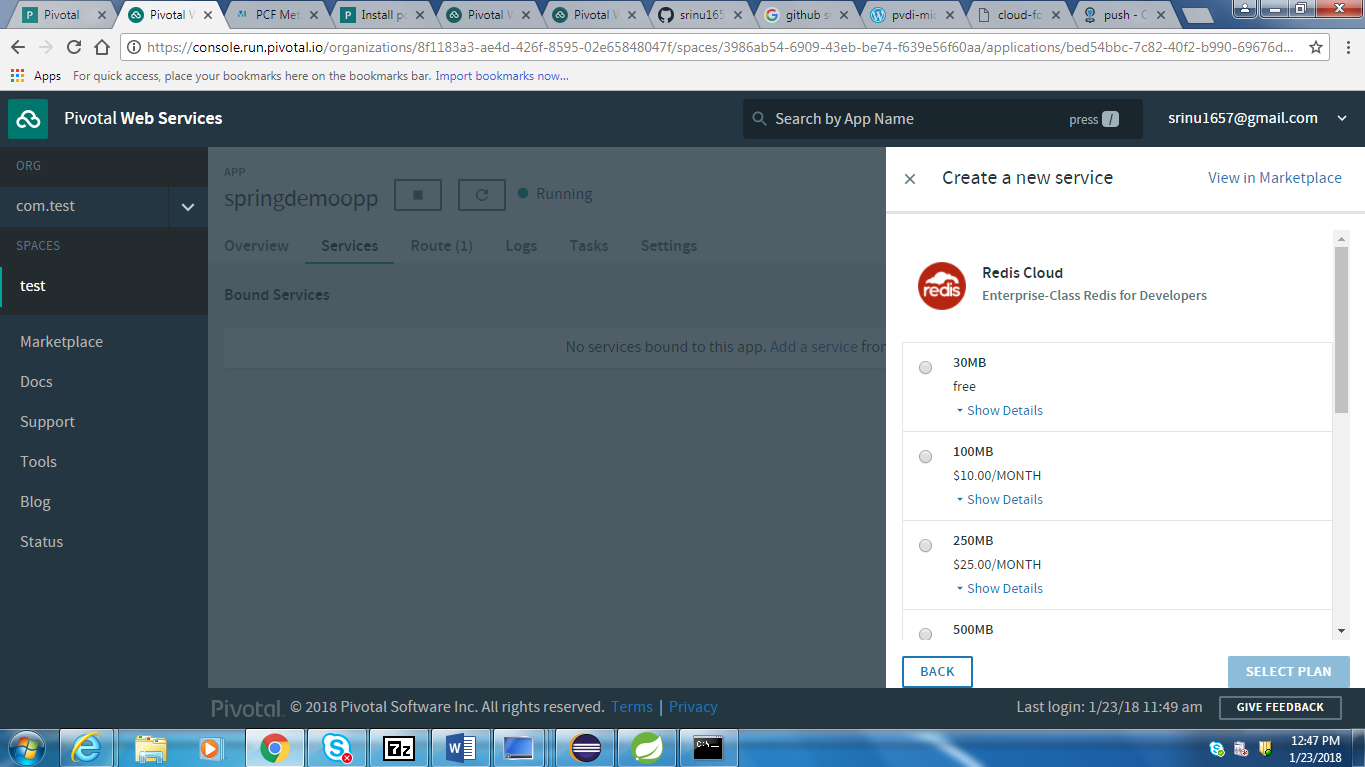 Pivotal
Pivotal W
PCF Met
Install pc
Pivotal W
Pivotal W
srinu165
github s
pvdi-mic
cloud-fo
push - C
https://console.run.pivotal.io/organizations/8f1183a3-ae4d-426f-8595-02e65848047f/spaces/3986ab54-6909-43eb-be74-f639e56f60aa/applications/bed54bbc-7c82-40f2-b990-69676d...
Apps For quick access, place your bookmarks here on the bookmarks bar. Import bookmarks now...
Pivotal Web Services
Search by App Name
press /
srinu1657@gmail.com
ORG
com.test
SPACES
test
Marketplace
Docs
Support
Tools
Blog
Status
APP
springdemoopp
Running
Overview Services Route (1) Logs Tasks Settings
Bound Services
No services bound to this app. Add a service from
Create a new service
View in Marketplace
redis
Redis Cloud
Enterprise-Class Redis for Developers
30MB
free
Show Details
100MB
$10.00/MONTH
Show Details
250MB
$25.00/MONTH
Show Details
500MB
BACK
SELECT PLAN
Pivotal © 2018 Pivotal Software Inc. All rights reserved. Terms | Privacy
Last login: 1/23/18 11:49 am
GIVE FEEDBACK
7z
W
C:\
12:47 PM
1/23/2018